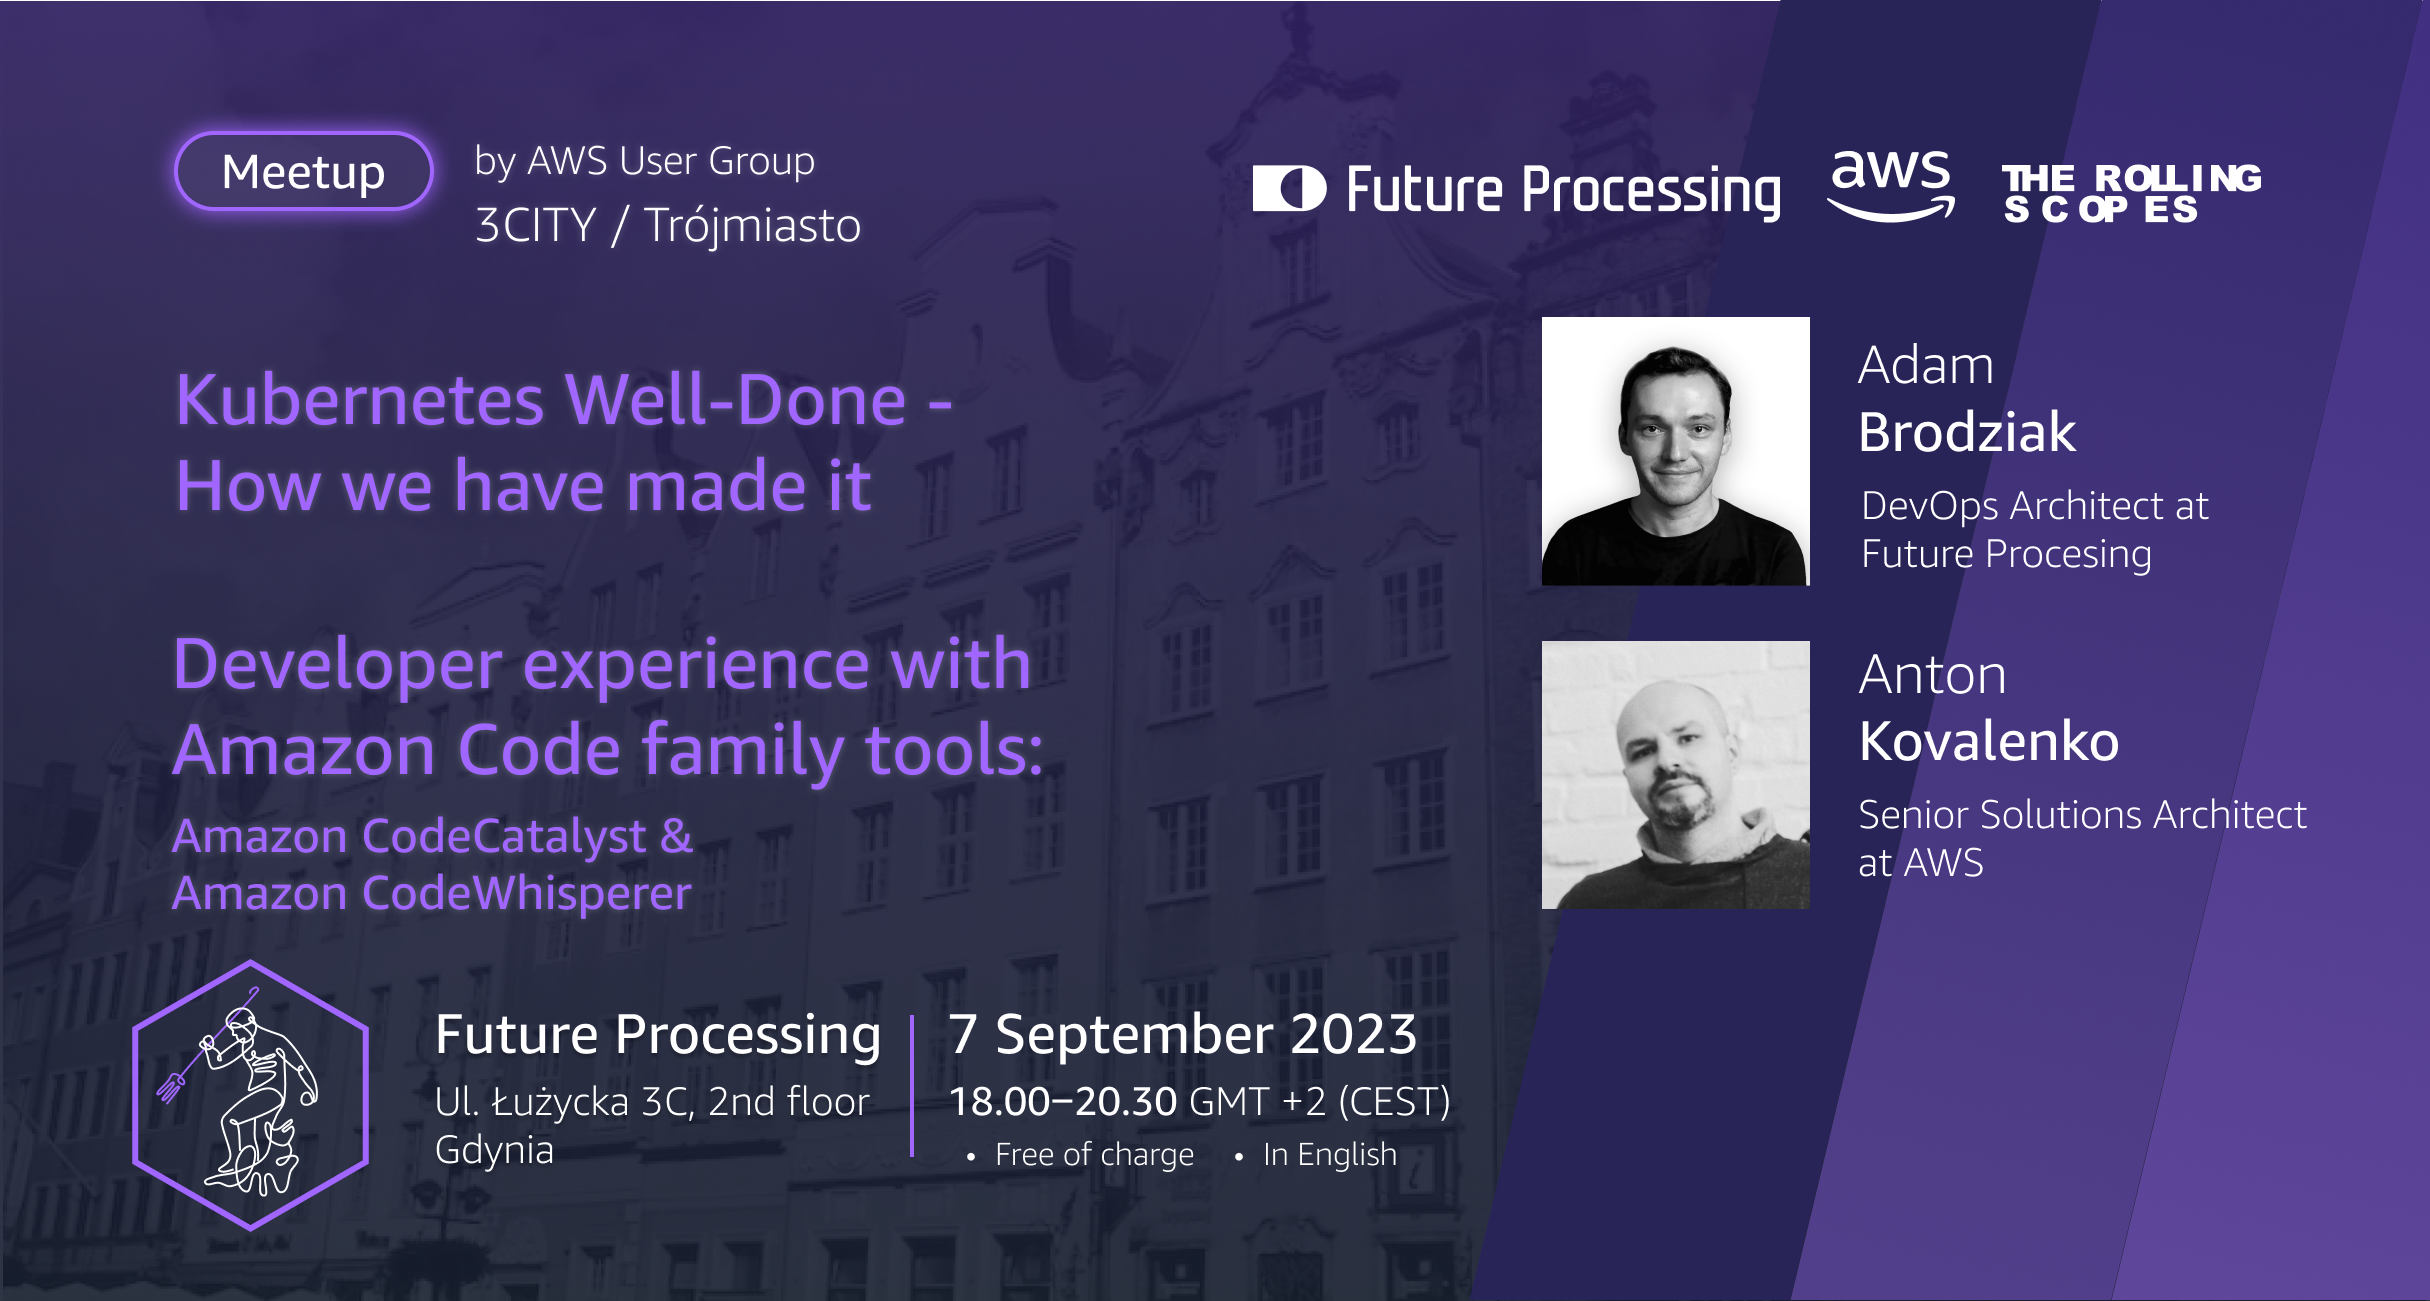 Meetup
by AWS User Group
3CITY / Trójmiasto
Future Processing
aws
THE ROLLING
SCOPES
Kubernetes Well-Done -
How we have made it
Adam
Brodziak
DevOps Architect at
Future Procesing
Developer experience with
Amazon Code family tools:
Amazon CodeCatalyst &
Amazon CodeWhisperer
Anton
Kovalenko
Senior Solutions Architect
at AWS
Future Processing
Ul. Łużycka 3C, 2nd floor
Gdynia
7 September 2023
18.00–20.30 GMT +2 (CEST)
• Free of charge • In English